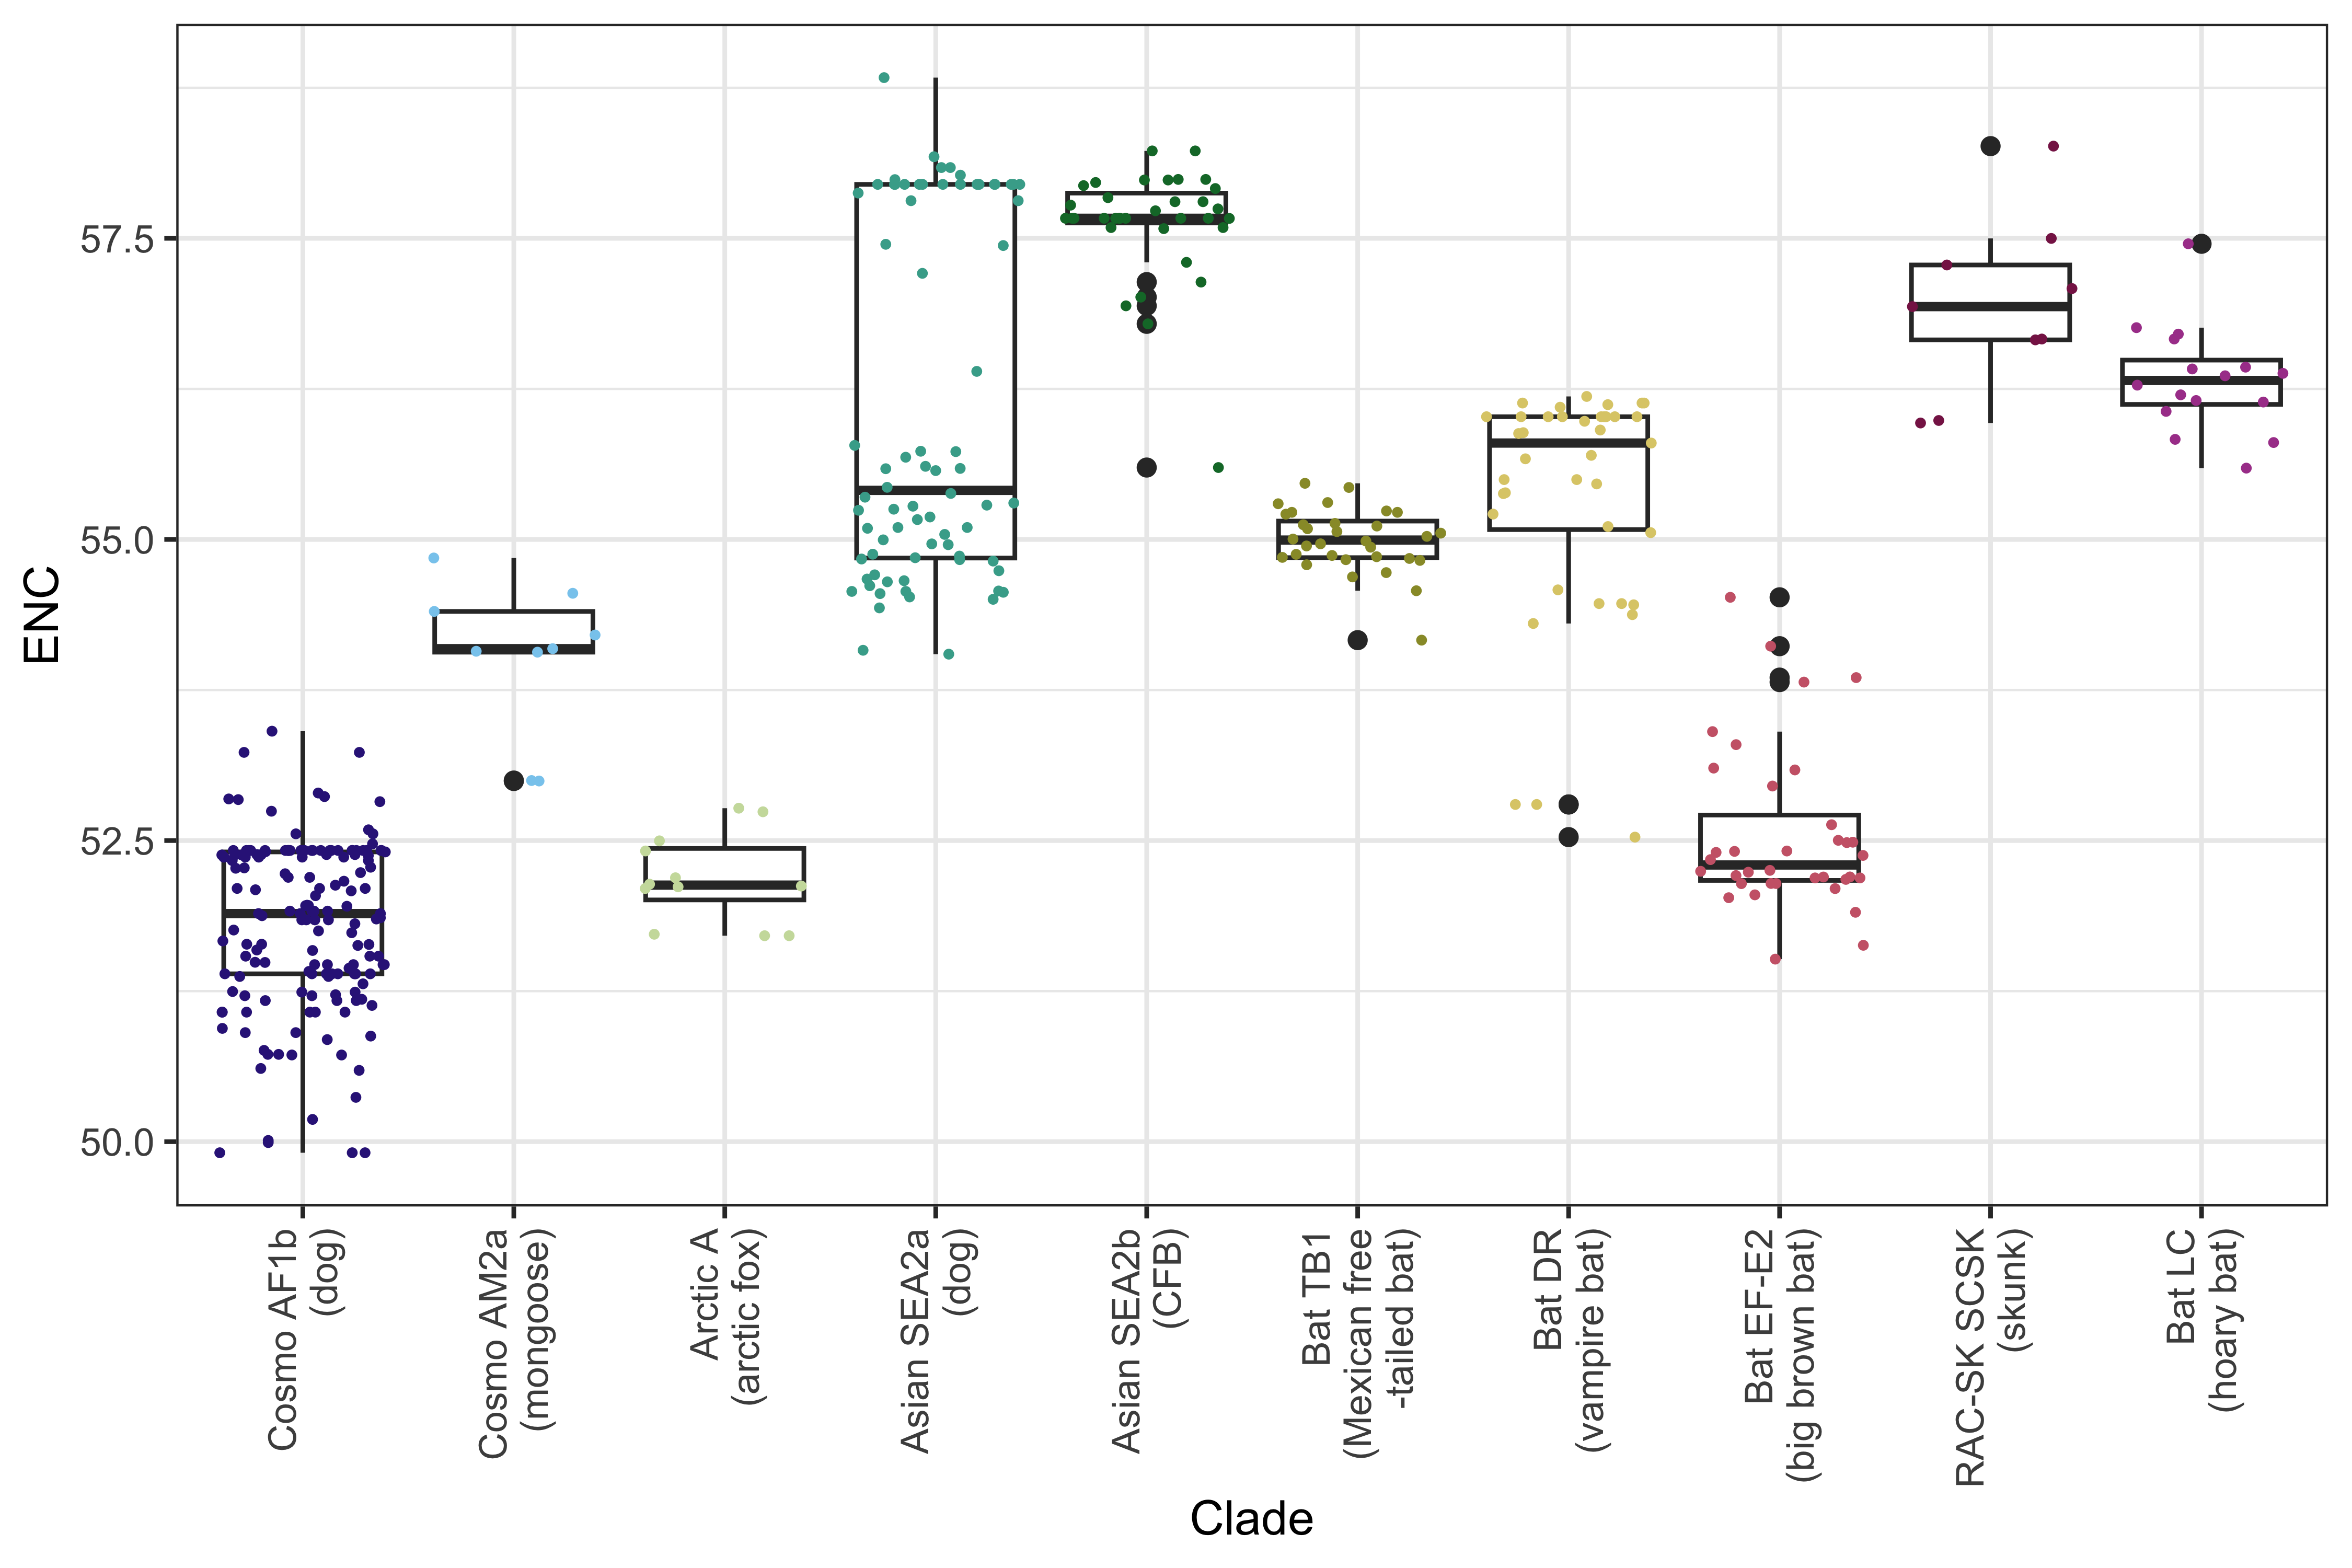 ENC
57.5
55.0
52.5
50.0
Cosmo AF1b
(dog)
Cosmo AM2a
(mongoose)
Arctic A
(arctic fox)
Asian SEA2a
(dog)
Asian SEA2b
(CFB)
Bat TB1
(Mexican free
-tailed bat)
Bat DR
(vampire bat)
Bat EF-E2
(big brown bat)
RAC-SK SCSK
(skunk)
Bat LC
(hoary bat)
Clade